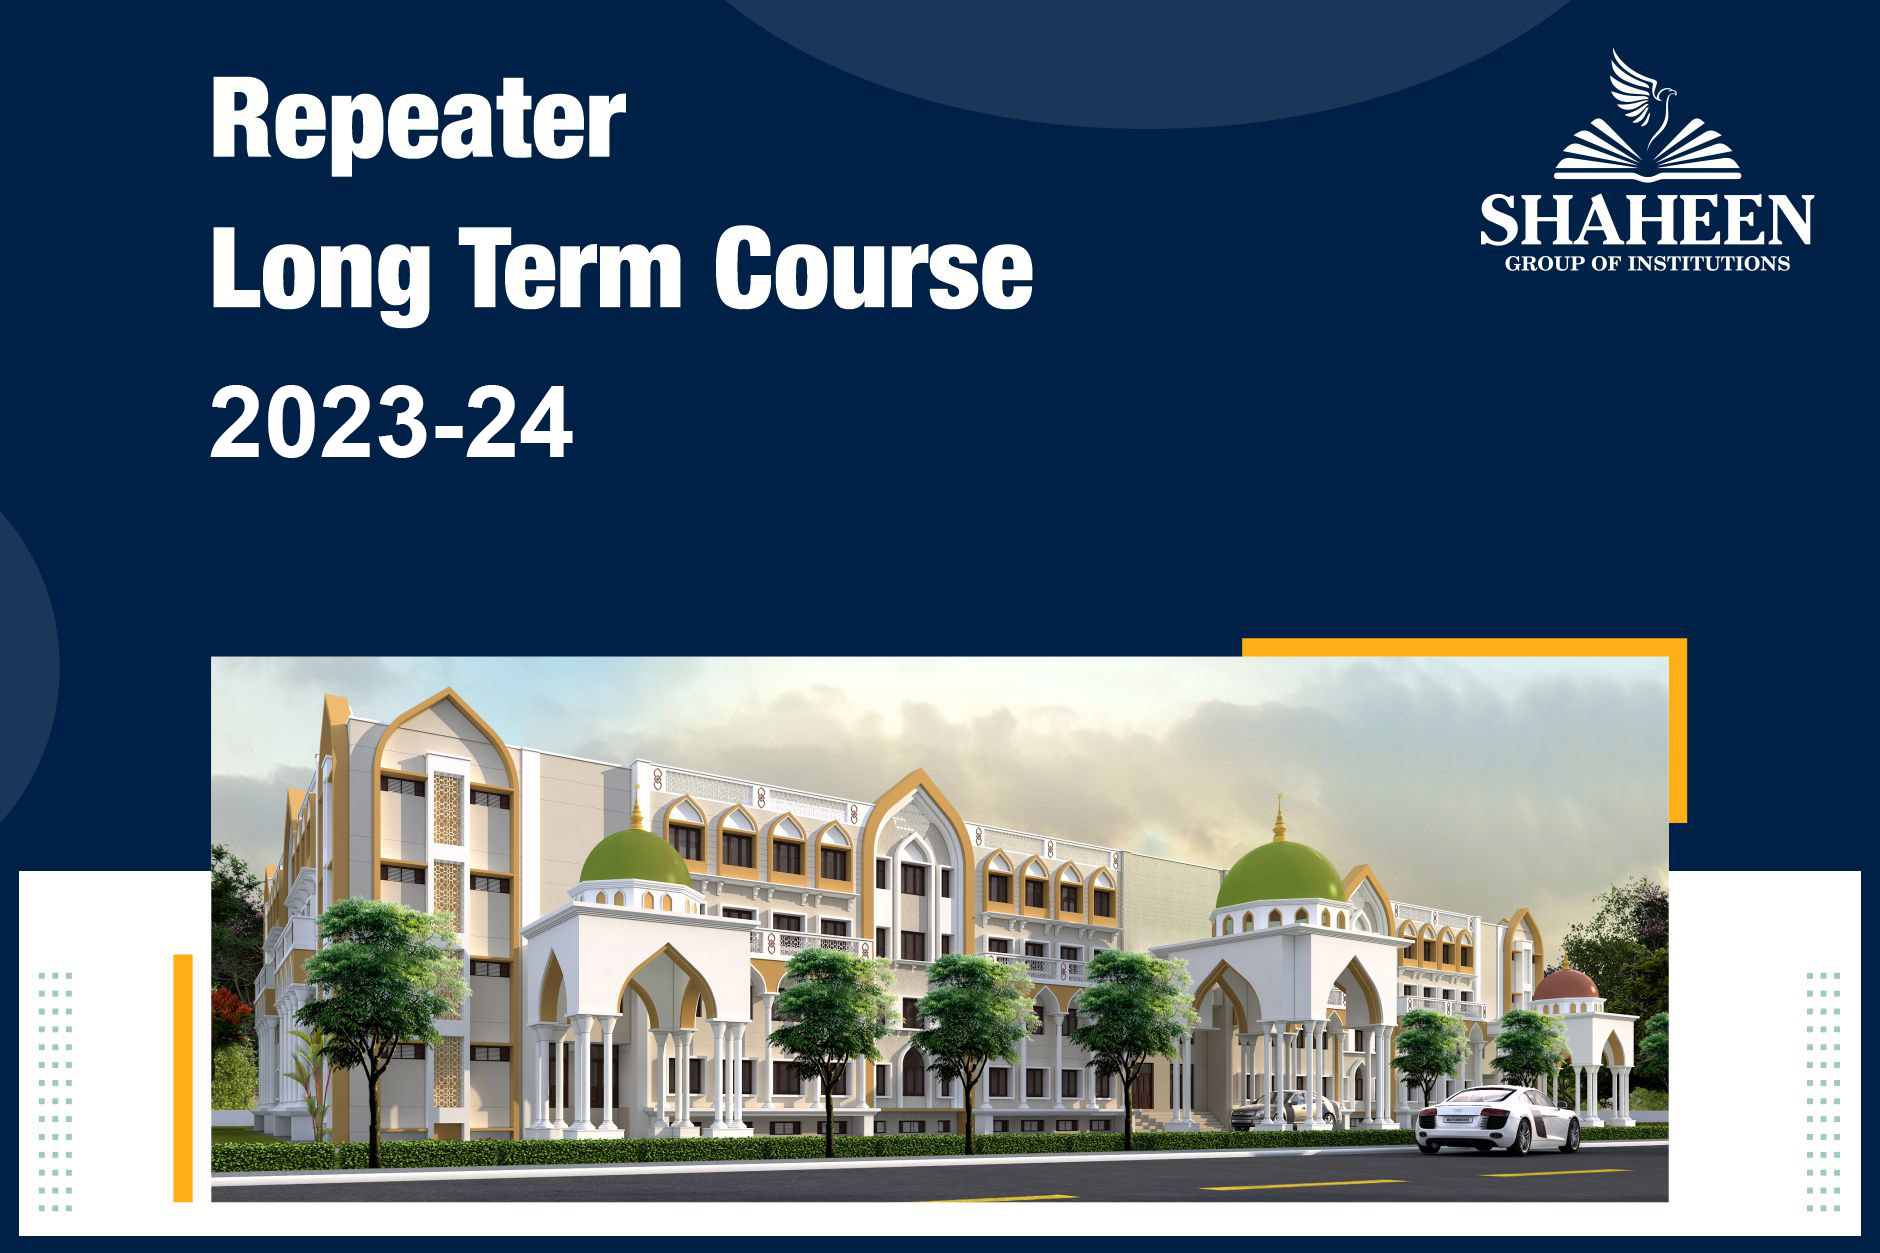 Repeater
Long Term Course
2023-24
SHAHEEN
GROUP OF INSTITUTIONS